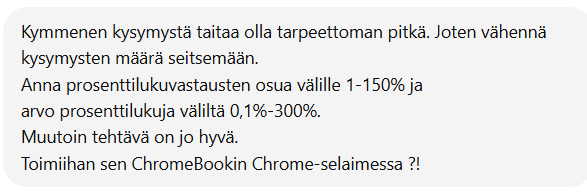 Kymmenen kysymystä taitaa olla tarpeettoman pitkä. Joten vähennä
kysymysten määrä seitsemään.
Anna prosenttilukuvastausten osua välille 1-150% ja
arvo prosenttilukuja väliltä 0,1%-300%.
Muutoin tehtävä on jo hyvä.
Toimiihan sen ChromeBookin Chrome-selaimessa ?!